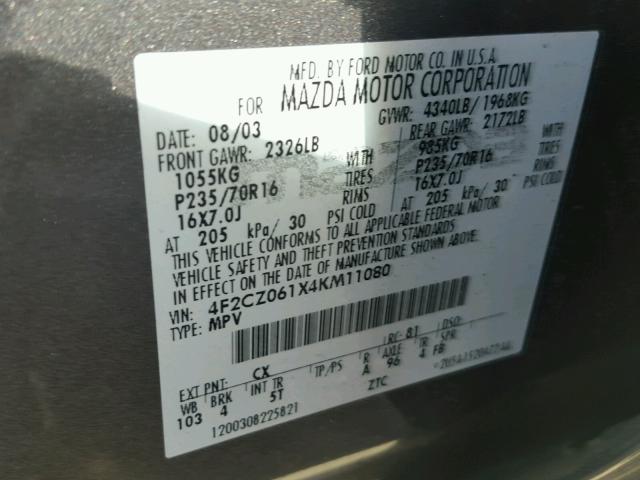 MFD. BY FORD MOTOR CO. IN U.S.A.
FOR MAZDA MOTOR CORPORATION
DATE: 08/03 GVWR: 4340LB/1968KG
FRONT GAWR: 2326LB REAR GAWR: 2172LB
1055KG WITH 985KG WITH
P235/70R16 TIRES P235/70R16 TIRES
16X7.0J RIMS 16X7.0J RIMS
AT 205 kPa/ 30 PSI COLD AT 205 kPa/ 30 PSI COLD
THIS VEHICLE CONFORMS TO ALL APPLICABLE FEDERAL MOTOR
VEHICLE SAFETY AND THEFT PREVENTION STANDARDS
IN EFFECT ON THE DATE OF MANUFACTURE SHOWN ABOVE.
VIN: 4F2CZ061X4KM11080
TYPE: MPV
EXT PNT: CX LRC: 81 DSO:
WB BRK INT TR TP/PS R AXLE TR SPR
103 4 5T A 96 4 FB
1200308225821 ZTC